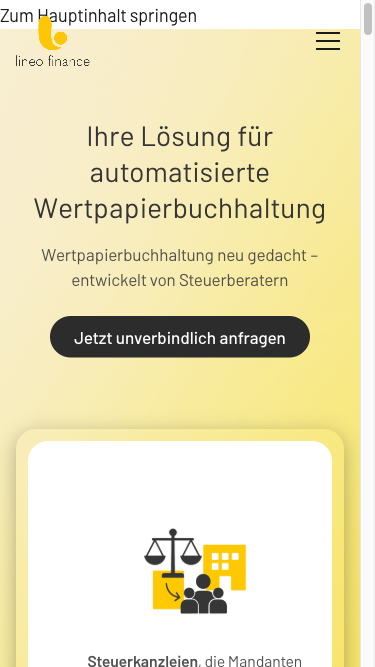 Zum Hauptinhalt springen
lineo finance
Ihre Lösung für
automatisierte
Wertpapierbuchhaltung
Wertpapierbuchhaltung neu gedacht –
entwickelt von Steuerberatern
Jetzt unverbindlich anfragen
Steuerkanzleien, die Mandanten